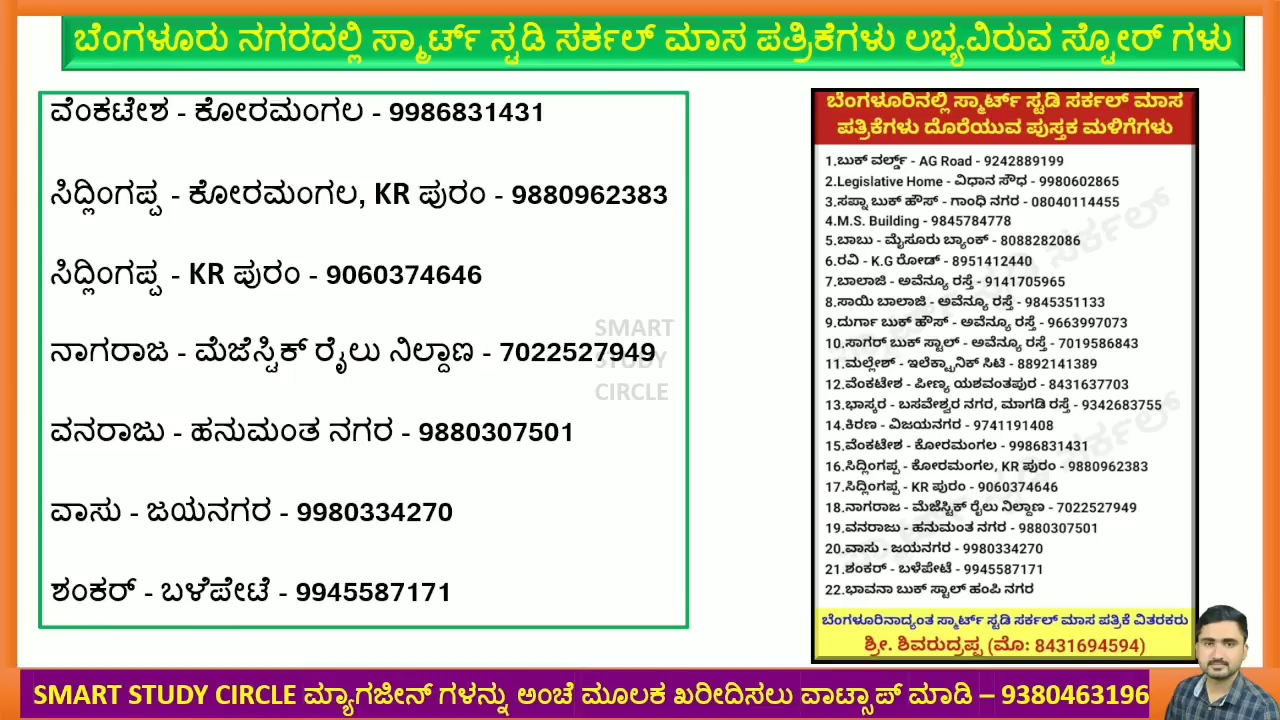 ಬೆಂಗಳೂರು ನಗರದಲ್ಲಿ ಸ್ಮಾರ್ಟ್ ಸ್ಟಡಿ ಸರ್ಕಲ್ ಮಾಸ ಪತ್ರಿಕೆಗಳು ಲಭ್ಯವಿರುವ ಸ್ಟೋರ್ ಗಳು
ವೆಂಕಟೇಶ - ಕೋರಮಂಗಲ - 9986831431
ಸಿದ್ಲಿಂಗಪ್ಪ - ಕೋರಮಂಗಲ, KR ಪುರಂ - 9880962383
ಸಿದ್ಲಿಂಗಪ್ಪ - KR ಪುರಂ - 9060374646
ನಾಗರಾಜ - ಮೆಜೆಸ್ಟಿಕ್ ರೈಲು ನಿಲ್ದಾಣ - 7022527949
ವನರಾಜು - ಹನುಮಂತ ನಗರ - 9880307501
ವಾಸು - ಜಯನಗರ - 9980334270
ಶಂಕರ್ - ಬಳೆಪೇಟೆ - 9945587171
SMART
STUDY
CIRCLE
ಬೆಂಗಳೂರಿನಲ್ಲಿ ಸ್ಮಾರ್ಟ್ ಸ್ಟಡಿ ಸರ್ಕಲ್ ಮಾಸ
ಪತ್ರಿಕೆಗಳು ದೊರೆಯುವ ಪುಸ್ತಕ ಮಳಿಗೆಗಳು
1.ಬುಕ್ ವರ್ಲ್ಡ್ - AG Road - 9242889199
2.Legislative Home - ವಿಧಾನ ಸೌಧ - 9980602865
3.ಸಪ್ನಾ ಬುಕ್ ಹೌಸ್ - ಗಾಂಧಿ ನಗರ - 08040114455
4.M.S. Building - 9845784778
5.ಬಾಬು - ಮೈಸೂರು ಬ್ಯಾಂಕ್ - 8088282086
6.ರವಿ - K.G ರೋಡ್ - 8951412440
7.ಬಾಲಾಜಿ - ಅವೆನ್ಯೂ ರಸ್ತೆ - 9141705965
8.ಸಾಯಿ ಬಾಲಾಜಿ - ಅವೆನ್ಯೂ ರಸ್ತೆ - 9845351133
9.ದುರ್ಗಾ ಬುಕ್ ಹೌಸ್ - ಅವೆನ್ಯೂ ರಸ್ತೆ - 9663997073
10.ಸಾಗರ್ ಬುಕ್ ಸ್ಟಾಲ್ - ಅವೆನ್ಯೂ ರಸ್ತೆ - 7019586843
11.ಮಲ್ಲೇಶ್ - ಇಲೆಕ್ಟ್ರಾನಿಕ್ ಸಿಟಿ - 8892141389
12.ವೆಂಕಟೇಶ - ಪೀಣ್ಯ ಯಶವಂತಪುರ - 8431637703
13.ಭಾಸ್ಕರ - ಬಸವೇಶ್ವರ ನಗರ, ಮಾಗಡಿ ರಸ್ತೆ - 9342683755
14.ಕಿರಣ - ವಿಜಯನಗರ - 9741191408
15.ವೆಂಕಟೇಶ - ಕೋರಮಂಗಲ - 9986831431
16.ಸಿದ್ಲಿಂಗಪ್ಪ - ಕೋರಮಂಗಲ, KR ಪುರಂ - 9880962383
17.ಸಿದ್ಲಿಂಗಪ್ಪ - KR ಪುರಂ - 9060374646
18.ನಾಗರಾಜ - ಮೆಜೆಸ್ಟಿಕ್ ರೈಲು ನಿಲ್ದಾಣ - 7022527949
19.ವನರಾಜು - ಹನುಮಂತ ನಗರ - 9880307501
20.ವಾಸು - ಜಯನಗರ - 9980334270
21.ಶಂಕರ್ - ಬಳೆಪೇಟೆ - 9945587171
22.ಭಾವನಾ ಬುಕ್ ಸ್ಟಾಲ್ ಹಂಪಿ ನಗರ
ಬೆಂಗಳೂರಿನಾದ್ಯಂತ ಸ್ಮಾರ್ಟ್ ಸ್ಟಡಿ ಸರ್ಕಲ್ ಮಾಸ ಪತ್ರಿಕೆ ವಿತರಕರು
ಶ್ರೀ. ಶಿವರುದ್ರಪ್ಪ (ಮೊ: 8431694594)
SMART STUDY CIRCLE ಮ್ಯಾಗಜೀನ್ ಗಳನ್ನು ಅಂಚೆ ಮೂಲಕ ಖರೀದಿಸಲು ವಾಟ್ಸಾಪ್ ಮಾಡಿ – 9380463196